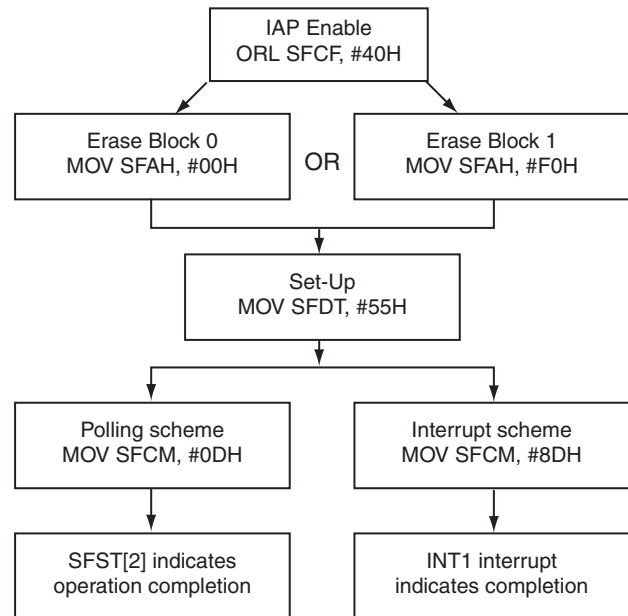 IAP Enable
ORL SFCF, #40H
Erase Block 0
MOV SFAH, #00H
OR
Erase Block 1
MOV SFAH, #F0H
Set-Up
MOV SFDT, #55H
Polling scheme
MOV SFCM, #0DH
Interrupt scheme
MOV SFCM, #8DH
SFST[2] indicates
operation completion
INT1 interrupt
indicates completion